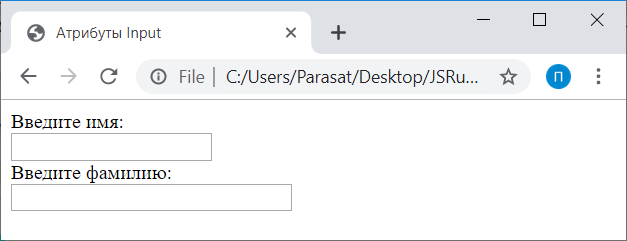 Атрибуты Input
File | C:/Users/Parasat/Desktop/JSRu...
П
Введите имя:
Введите фамилию: